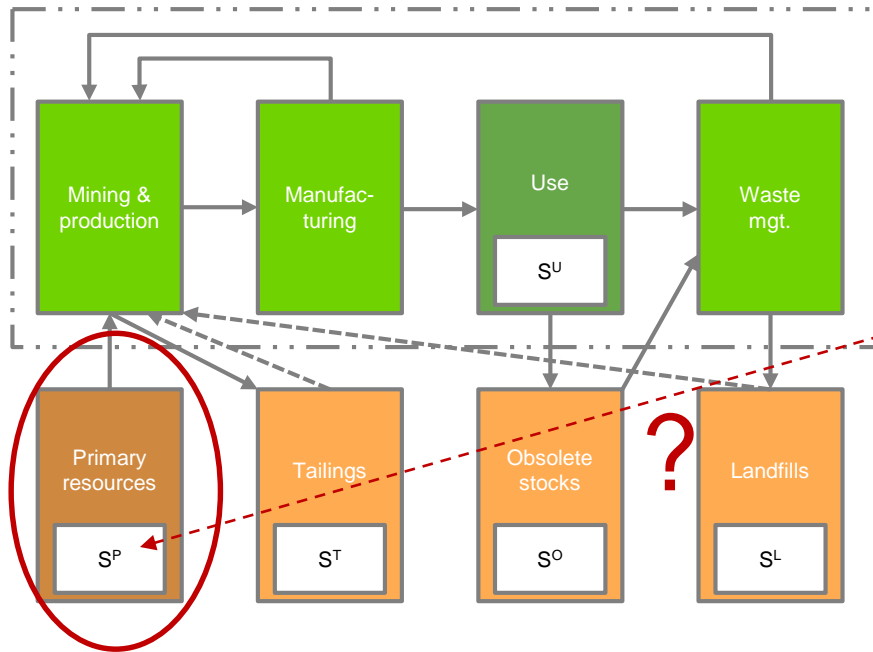 Mining &
production
Manufac-
turing
Use
Waste
mgt.
S^U
Primary
resources
Tailings
Obsolete
stocks
?
Landfills
S^P
S^T
S^O
S^L